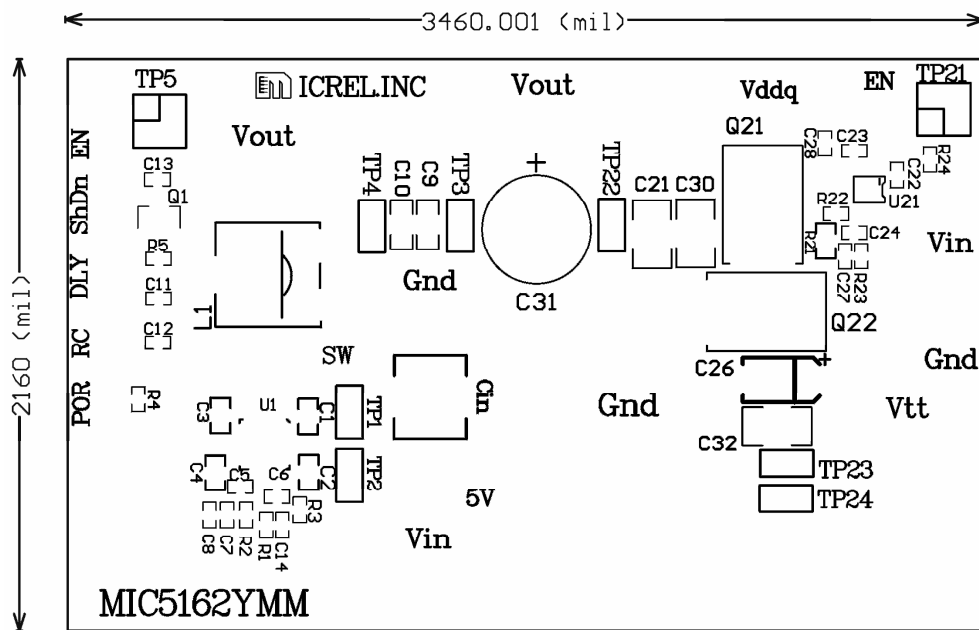 3460.001 (mil)
2160 (mil)
TP5
ICREL.INC
Vout
Vout
Vddq
EN
TP21
EN
ShDn
DLY
RC
POR
C13
Q1
R5
C11
C12
R4
L1
SW
TP4
C10
C9
TP3
Gnd
C31
+
TP22
C21
C30
Q21
C28
C23
R24
C22
U21
R22
R21
C24
C27
R23
Vin
Q22
C26
+
Gnd
Vtt
C32
TP23
TP24
Gnd
C3
U1
C1
TP1
Cin
C4
C5
C6
C2
TP2
C8
C7
R2
R1
C14
R3
5V
Vin
MIC5162YMM